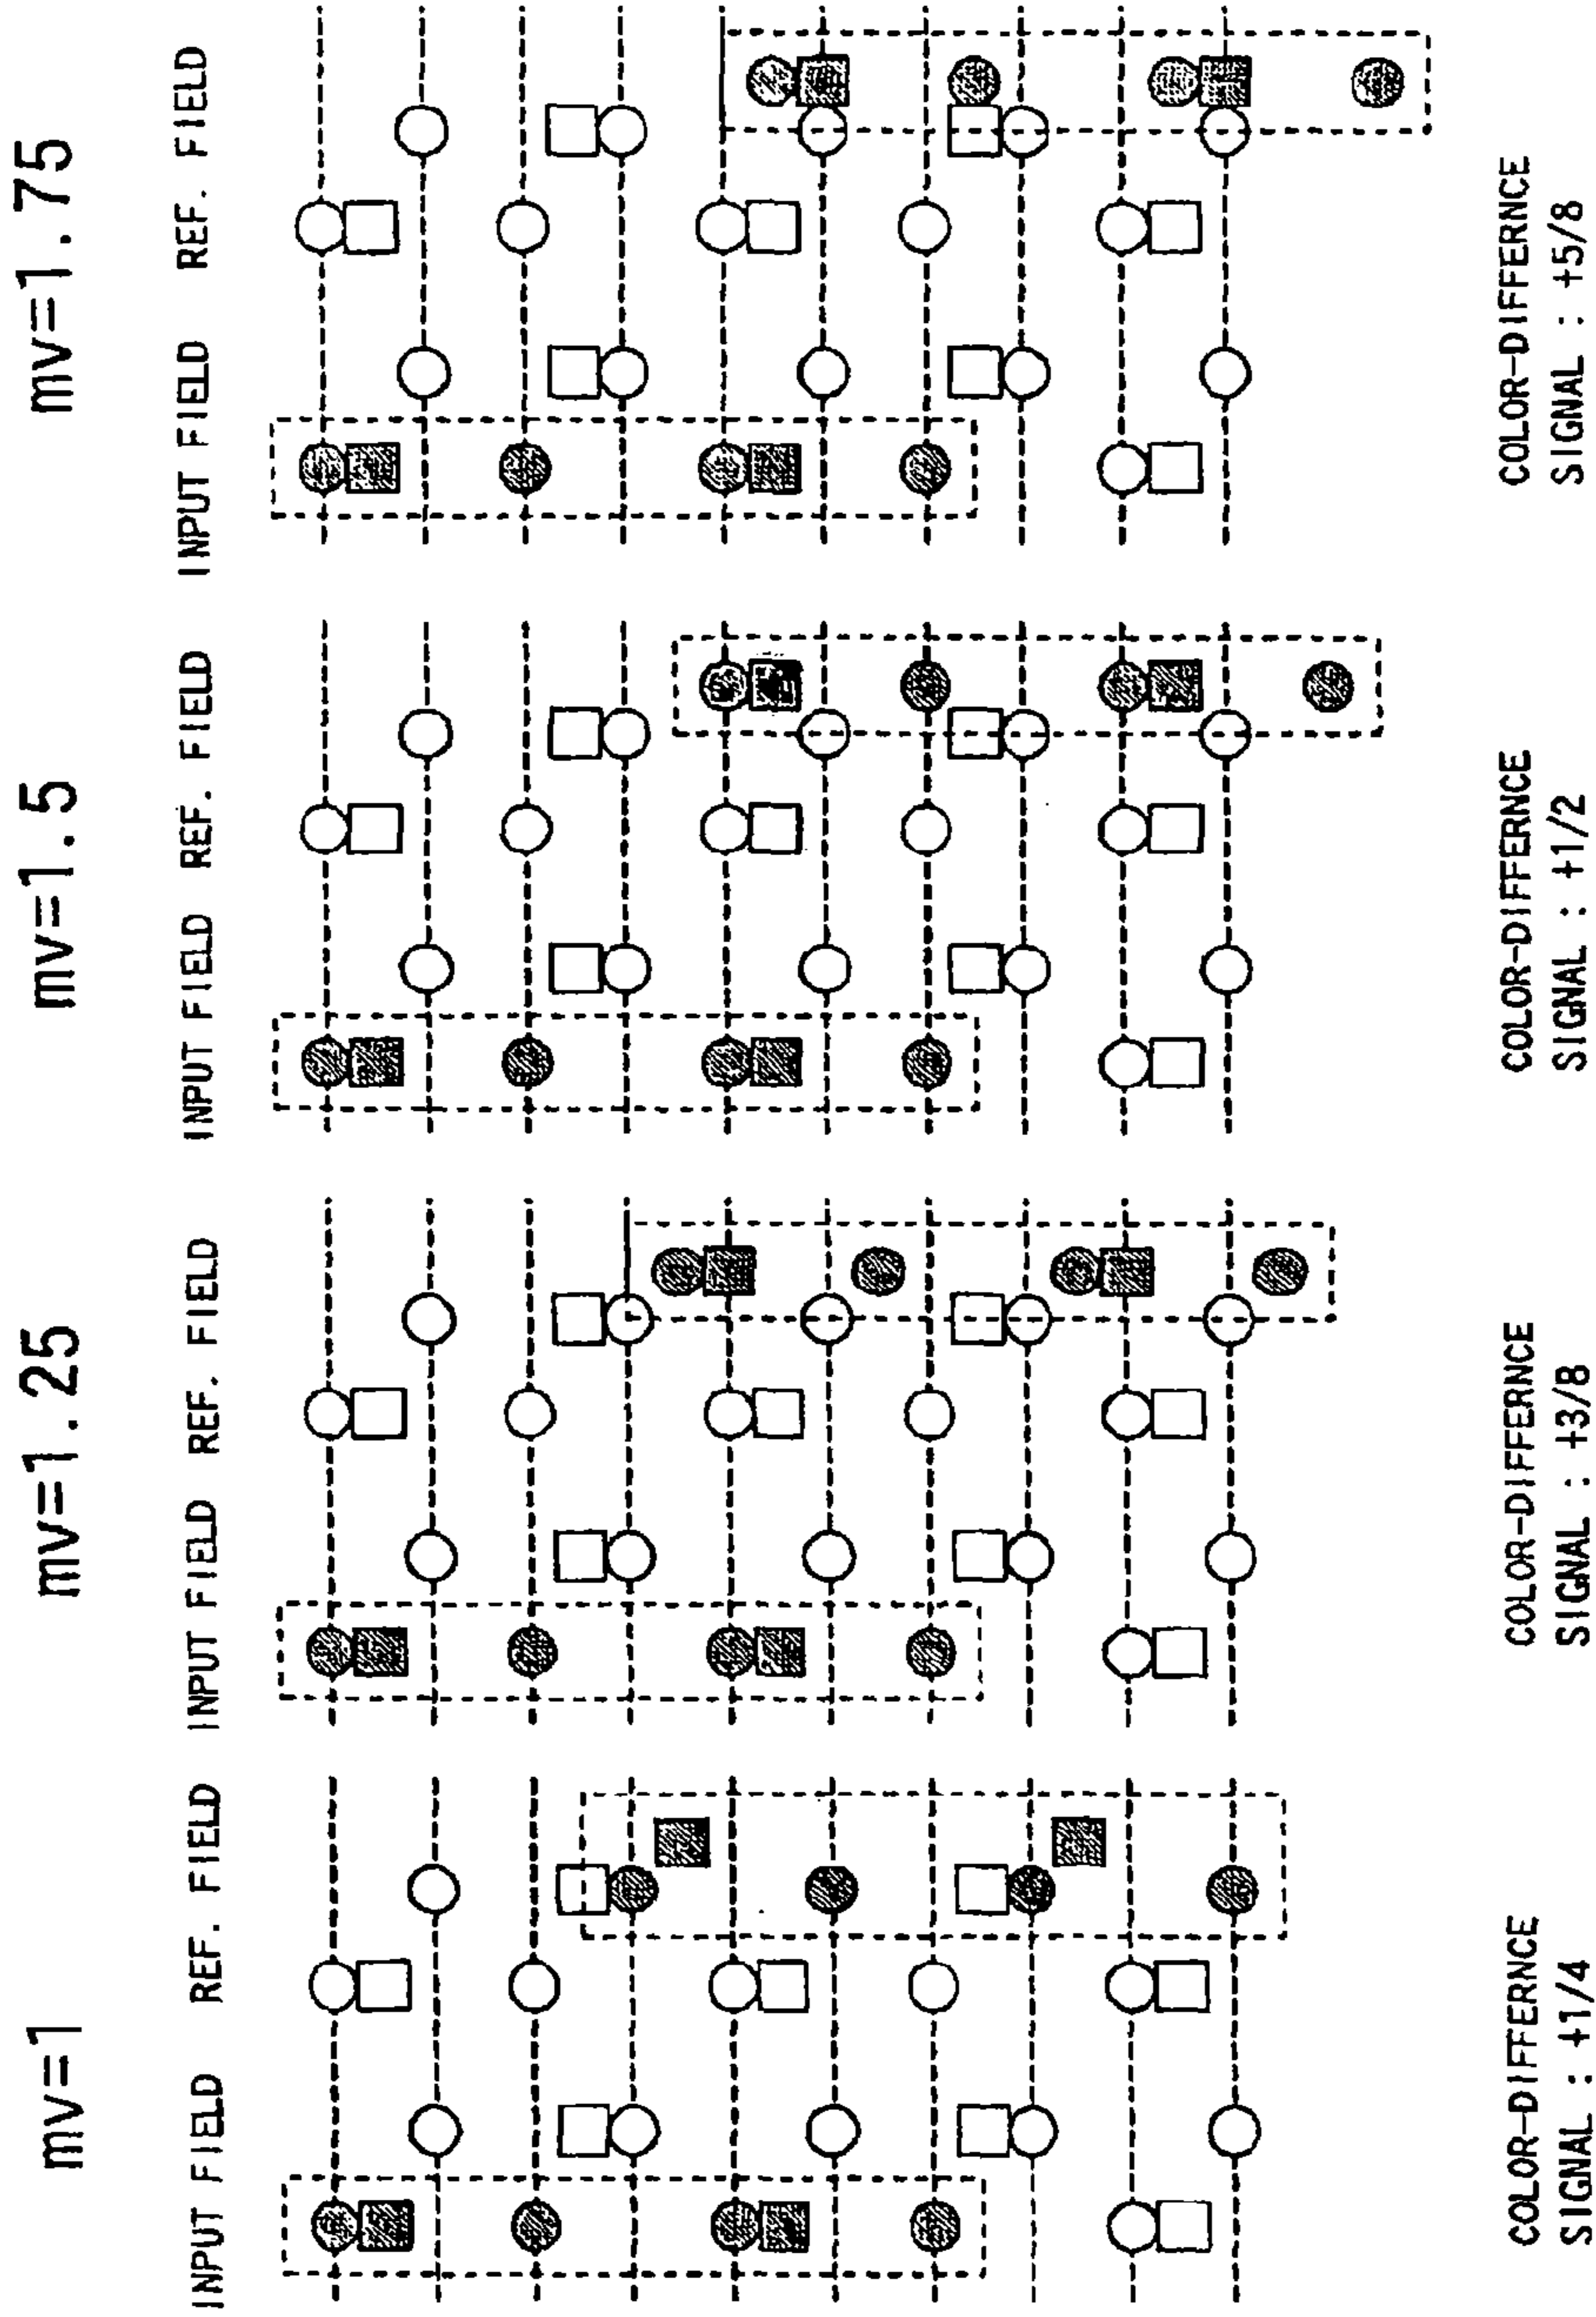 mv=1
mv=1.25
mv=1.5
mv=1.75
INPUT FIELD REF. FIELD
INPUT FIELD REF. FIELD
INPUT FIELD REF. FIELD
INPUT FIELD REF. FIELD
COLOR-DIFFERNCE
SIGNAL : +1/4
COLOR-DIFFERNCE
SIGNAL : +3/8
COLOR-DIFFERNCE
SIGNAL : +1/2
COLOR-DIFFERNCE
SIGNAL : +5/8